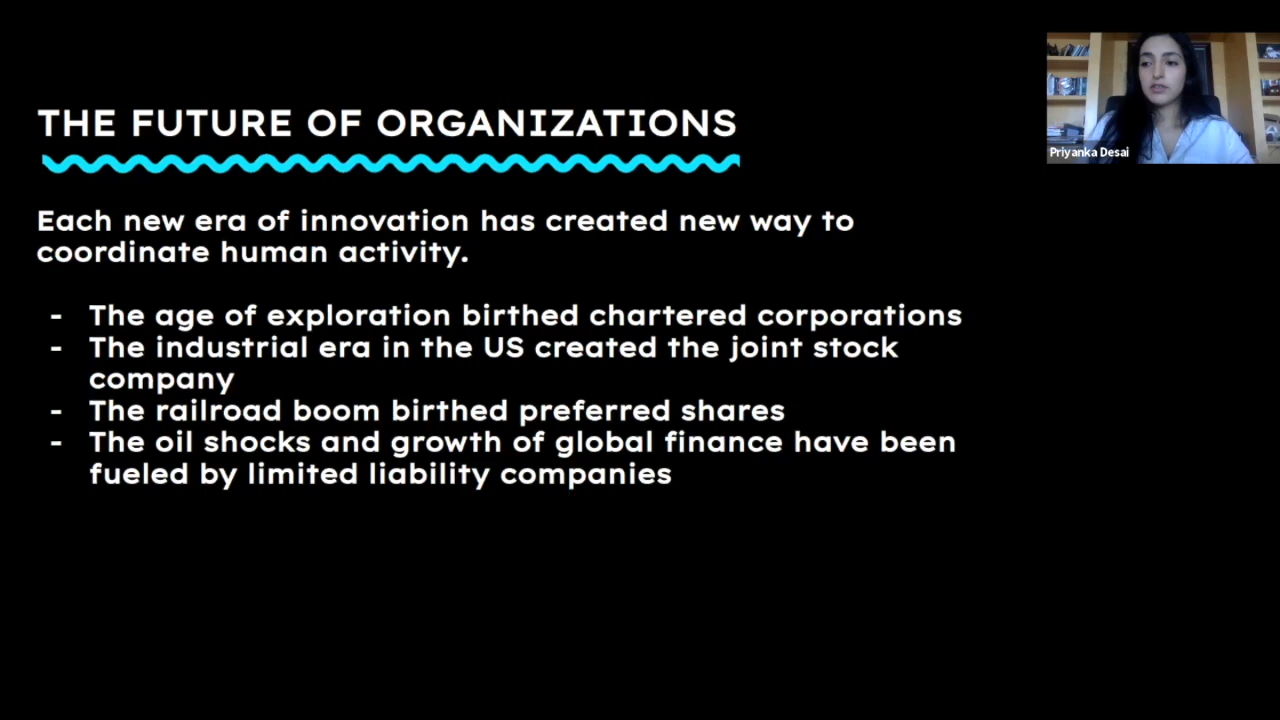 THE FUTURE OF ORGANIZATIONS
Each new era of innovation has created new way to
coordinate human activity.
- The age of exploration birthed chartered corporations
- The industrial era in the US created the joint stock
company
- The railroad boom birthed preferred shares
- The oil shocks and growth of global finance have been
fueled by limited liability companies
Priyanka Desai